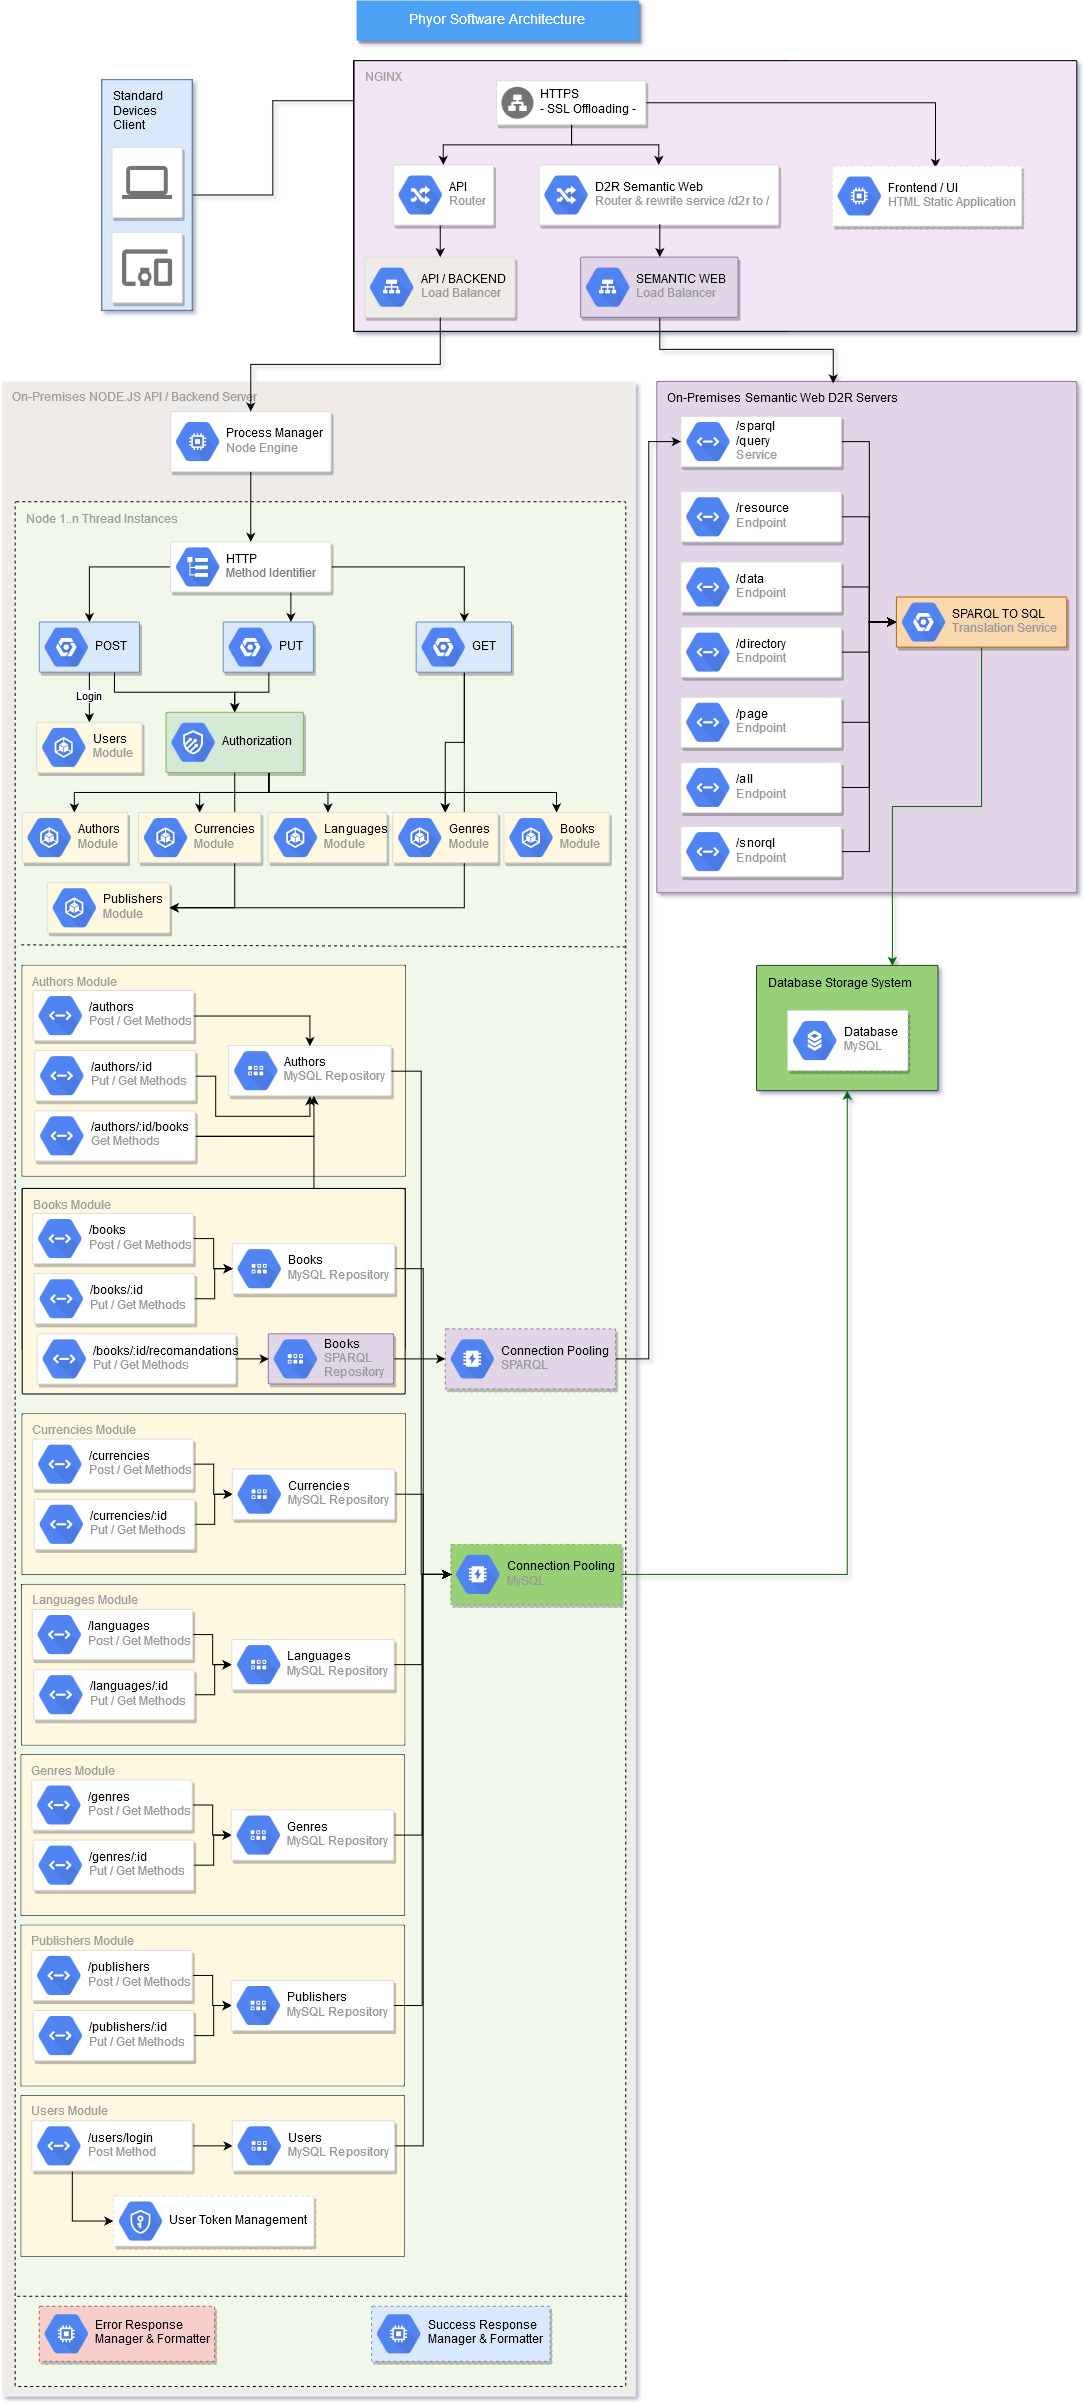 Phyor Software Architecture
NGINX
Standard
Devices
Client
HTTPS
- SSL Offloading -
API
Router
D2R Semantic Web
Router & rewrite service /d2r to /
Frontend / UI
HTML Static Application
API / BACKEND
Load Balancer
SEMANTIC WEB
Load Balancer
On-Premises NODE.JS API / Backend Server
Process Manager
Node Engine
Node 1..n Thread Instances
HTTP
Method Identifier
POST
PUT
GET
Login
Users
Module
Authorization
Authors
Module
Currencies
Module
Languages
Module
Genres
Module
Books
Module
Publishers
Module
On-Premises Semantic Web D2R Servers
/sparql
/query
Service
/resource
Endpoint
/data
Endpoint
/directory
Endpoint
/page
Endpoint
/all
Endpoint
/snorql
Endpoint
SPARQL TO SQL
Translation Service
Database Storage System
Database
MySQL
Authors Module
/authors
Post / Get Methods
/authors/:id
Put / Get Methods
/authors/:id/books
Get Methods
Authors
MySQL Repository
Books Module
/books
Post / Get Methods
/books/:id
Put / Get Methods
Books
MySQL Repository
/books/:id/recomandations
Put / Get Methods
Books
SPARQL
Repository
Connection Pooling
SPARQL
Currencies Module
/currencies
Post / Get Methods
/currencies/:id
Put / Get Methods
Currencies
MySQL Repository
Connection Pooling
MySQL
Languages Module
/languages
Post / Get Methods
/languages/:id
Put / Get Methods
Languages
MySQL Repository
Genres Module
/genres
Post / Get Methods
/genres/:id
Put / Get Methods
Genres
MySQL Repository
Publishers Module
/publishers
Post / Get Methods
/publishers/:id
Put / Get Methods
Publishers
MySQL Repository
Users Module
/users/login
Post Method
Users
MySQL Repository
User Token Management
Error Response
Manager & Formatter
Success Response
Manager & Formatter